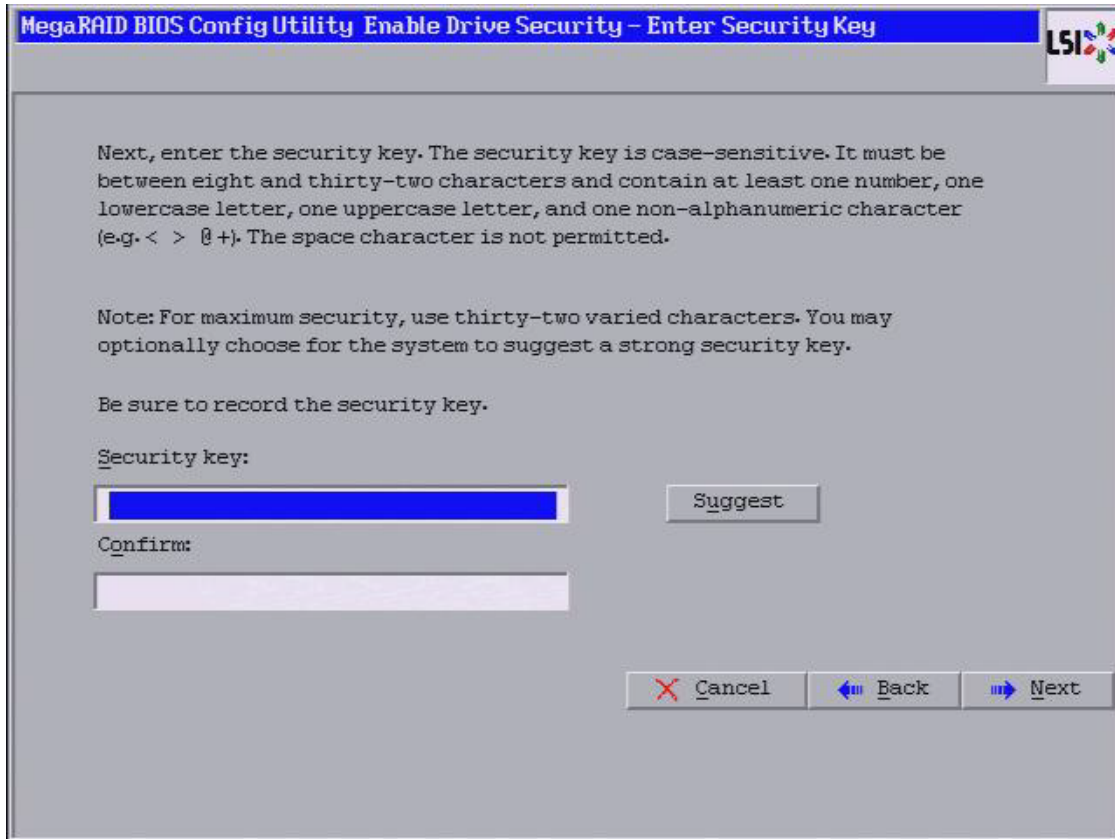 MegaRAID BIOS Config Utility  Enable Drive Security - Enter Security Key
LSI
Next, enter the security key. The security key is case-sensitive. It must be
between eight and thirty-two characters and contain at least one number, one
lowercase letter, one uppercase letter, and one non-alphanumeric character
(e.g. < > @ +). The space character is not permitted.
Note: For maximum security, use thirty-two varied characters. You may
optionally choose for the system to suggest a strong security key.
Be sure to record the security key.
Security key:
Suggest
Confirm:
Cancel Back Next